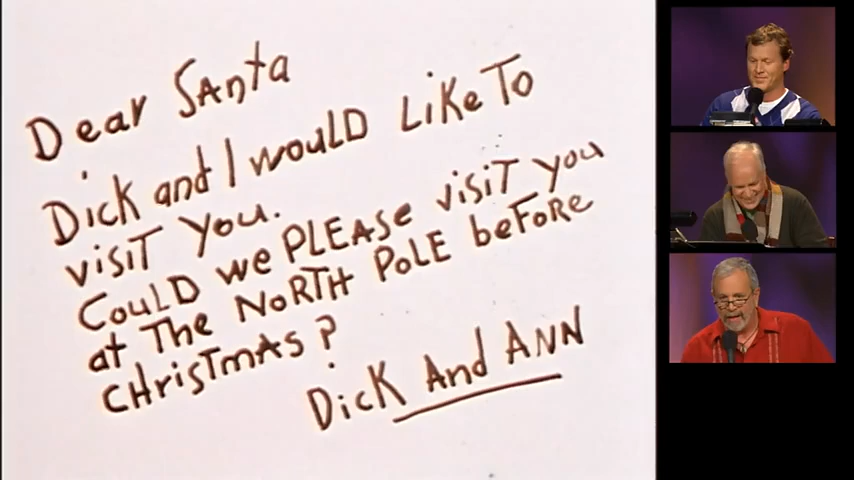 Dear Santa
Dick and I would Like To
visit you.
Could we PLEAse visit you
at The NoRTH PoLE beFoRe
CHrisTmAs?
DicK And ANN